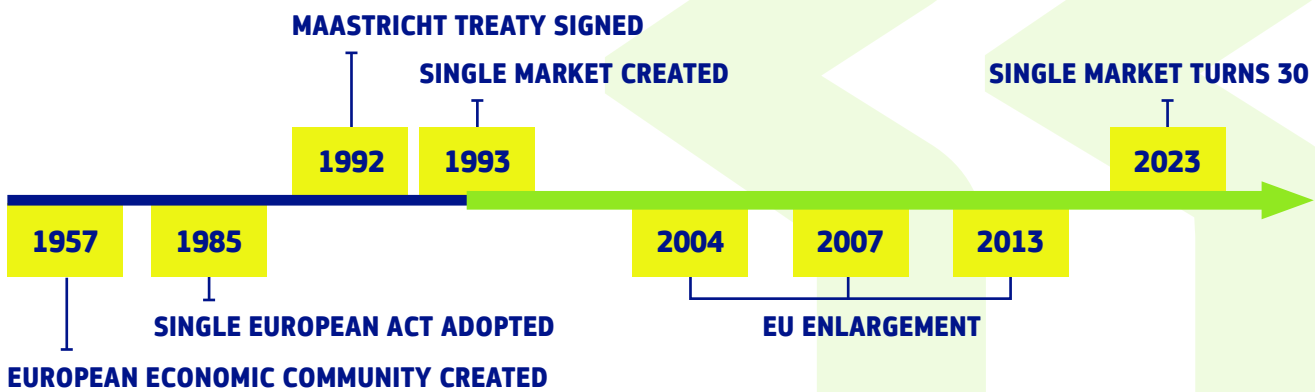 MAASTRICHT TREATY SIGNED
SINGLE MARKET CREATED
SINGLE MARKET TURNS 30
1992
1993
2023
1957
1985
2004
2007
2013
SINGLE EUROPEAN ACT ADOPTED
EU ENLARGEMENT
EUROPEAN ECONOMIC COMMUNITY CREATED